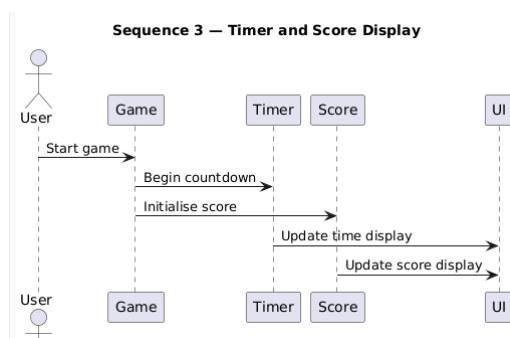 Sequence 3 — Timer and Score Display
User
Game Timer Score UI
Start game
Begin countdown
Initialise score
Update time display
Update score display
User
Game Timer Score UI